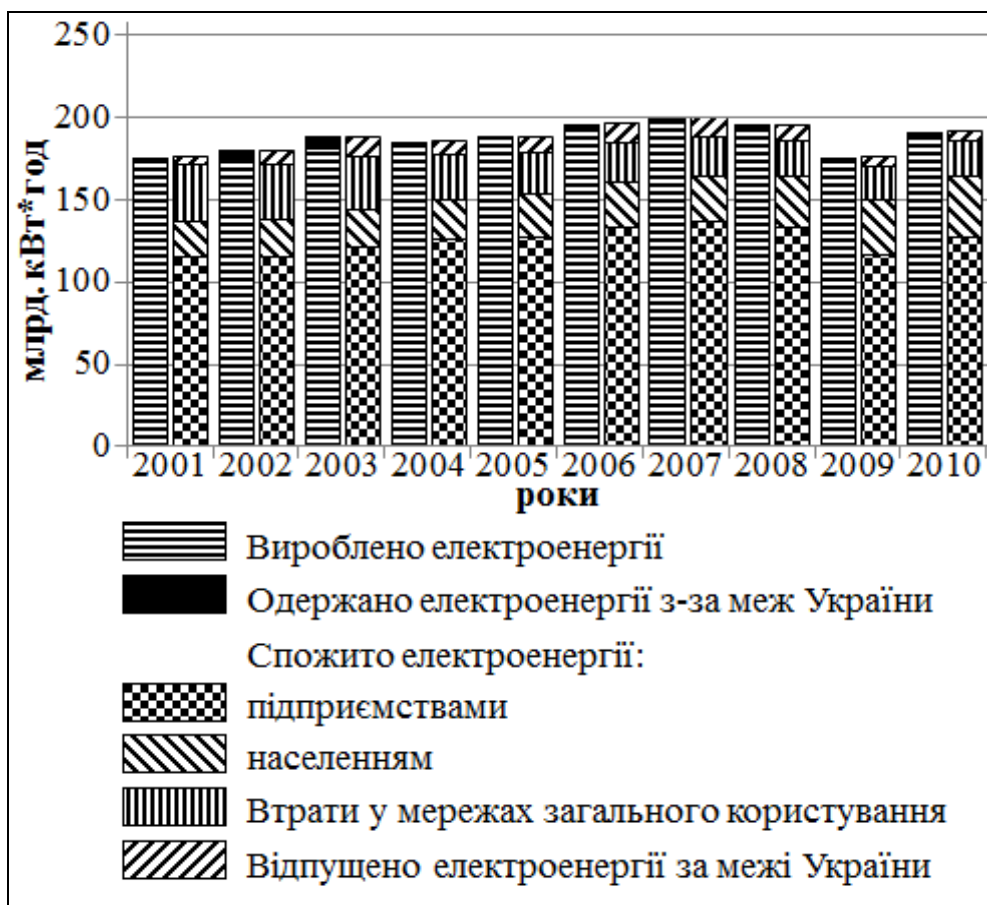 250
200
150
100
50
0
млрд. кВт*год
2001 2002 2003 2004 2005 2006 2007 2008 2009 2010
роки
Вироблено електроенергії
Одержано електроенергії з-за меж України
Спожито електроенергії:
підприємствами
населенням
Втрати у мережах загального користування
Відпущено електроенергії за межі України